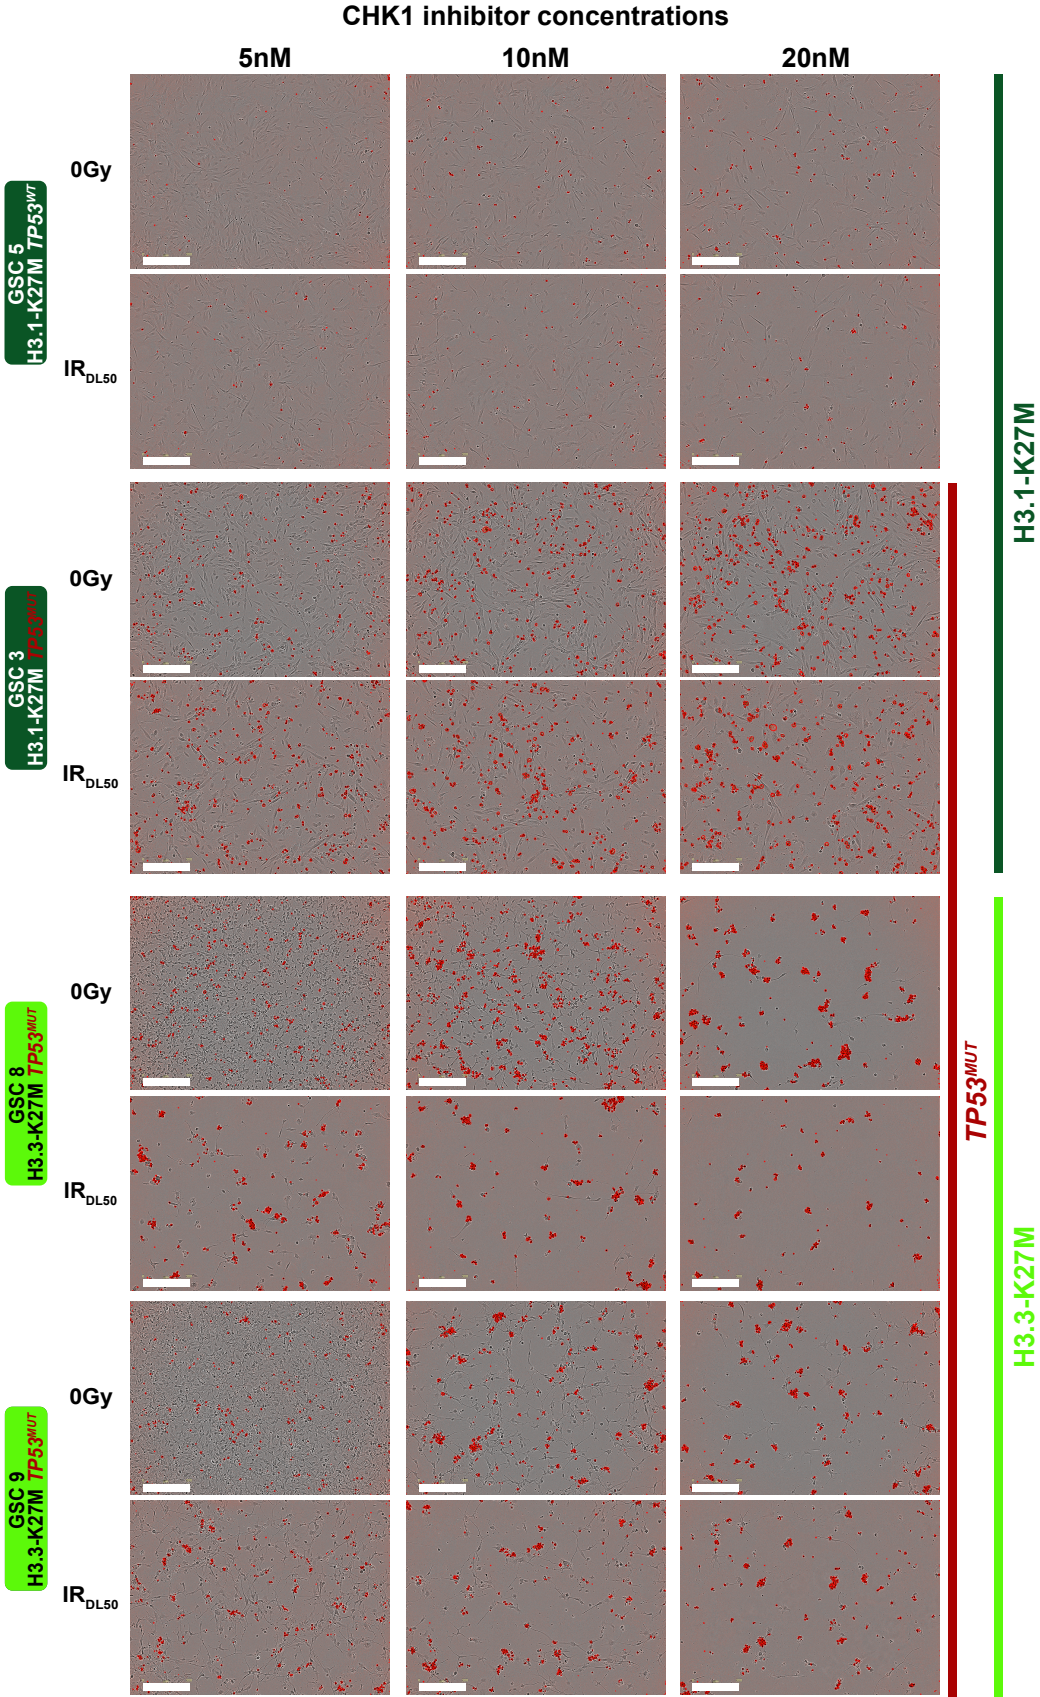 CHK1 inhibitor concentrations
5nM 10nM 20nM
GSC 5
H3.1-K27M TP53WT
0Gy
IRDL50
GSC 3
H3.1-K27M TP53MUT
0Gy
IRDL50
GSC 8
H3.3-K27M TP53MUT
0Gy
IRDL50
GSC 9
H3.3-K27M TP53MUT
0Gy
IRDL50
TP53MUT
H3.1-K27M
H3.3-K27M